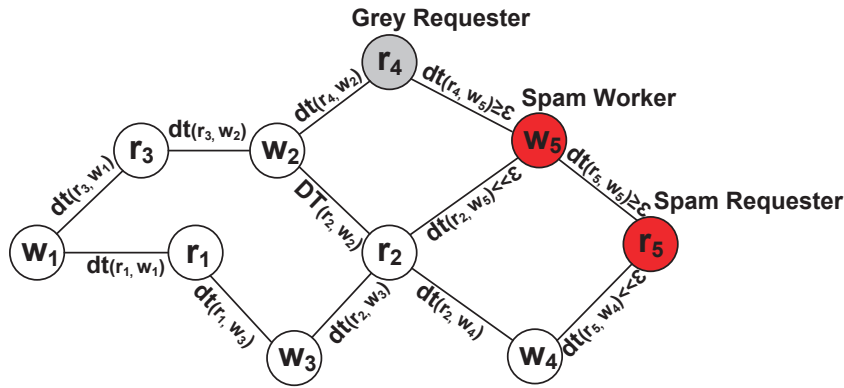 Grey Requester
r4
dt(r4, w2)
dt(r4, w5)≥ε
Spam Worker
w5
r3
dt(r3, w2)
w2
dt(r3, w1)
DT(r2, w2)
dt(r2, w5)<<ε
dt(r5, w5)≥ε
Spam Requester
w1
dt(r1, w1)
r1
r2
r5
dt(r1, w3)
dt(r2, w3)
dt(r2, w4)
dt(r5, w4)<<ε
w3
w4